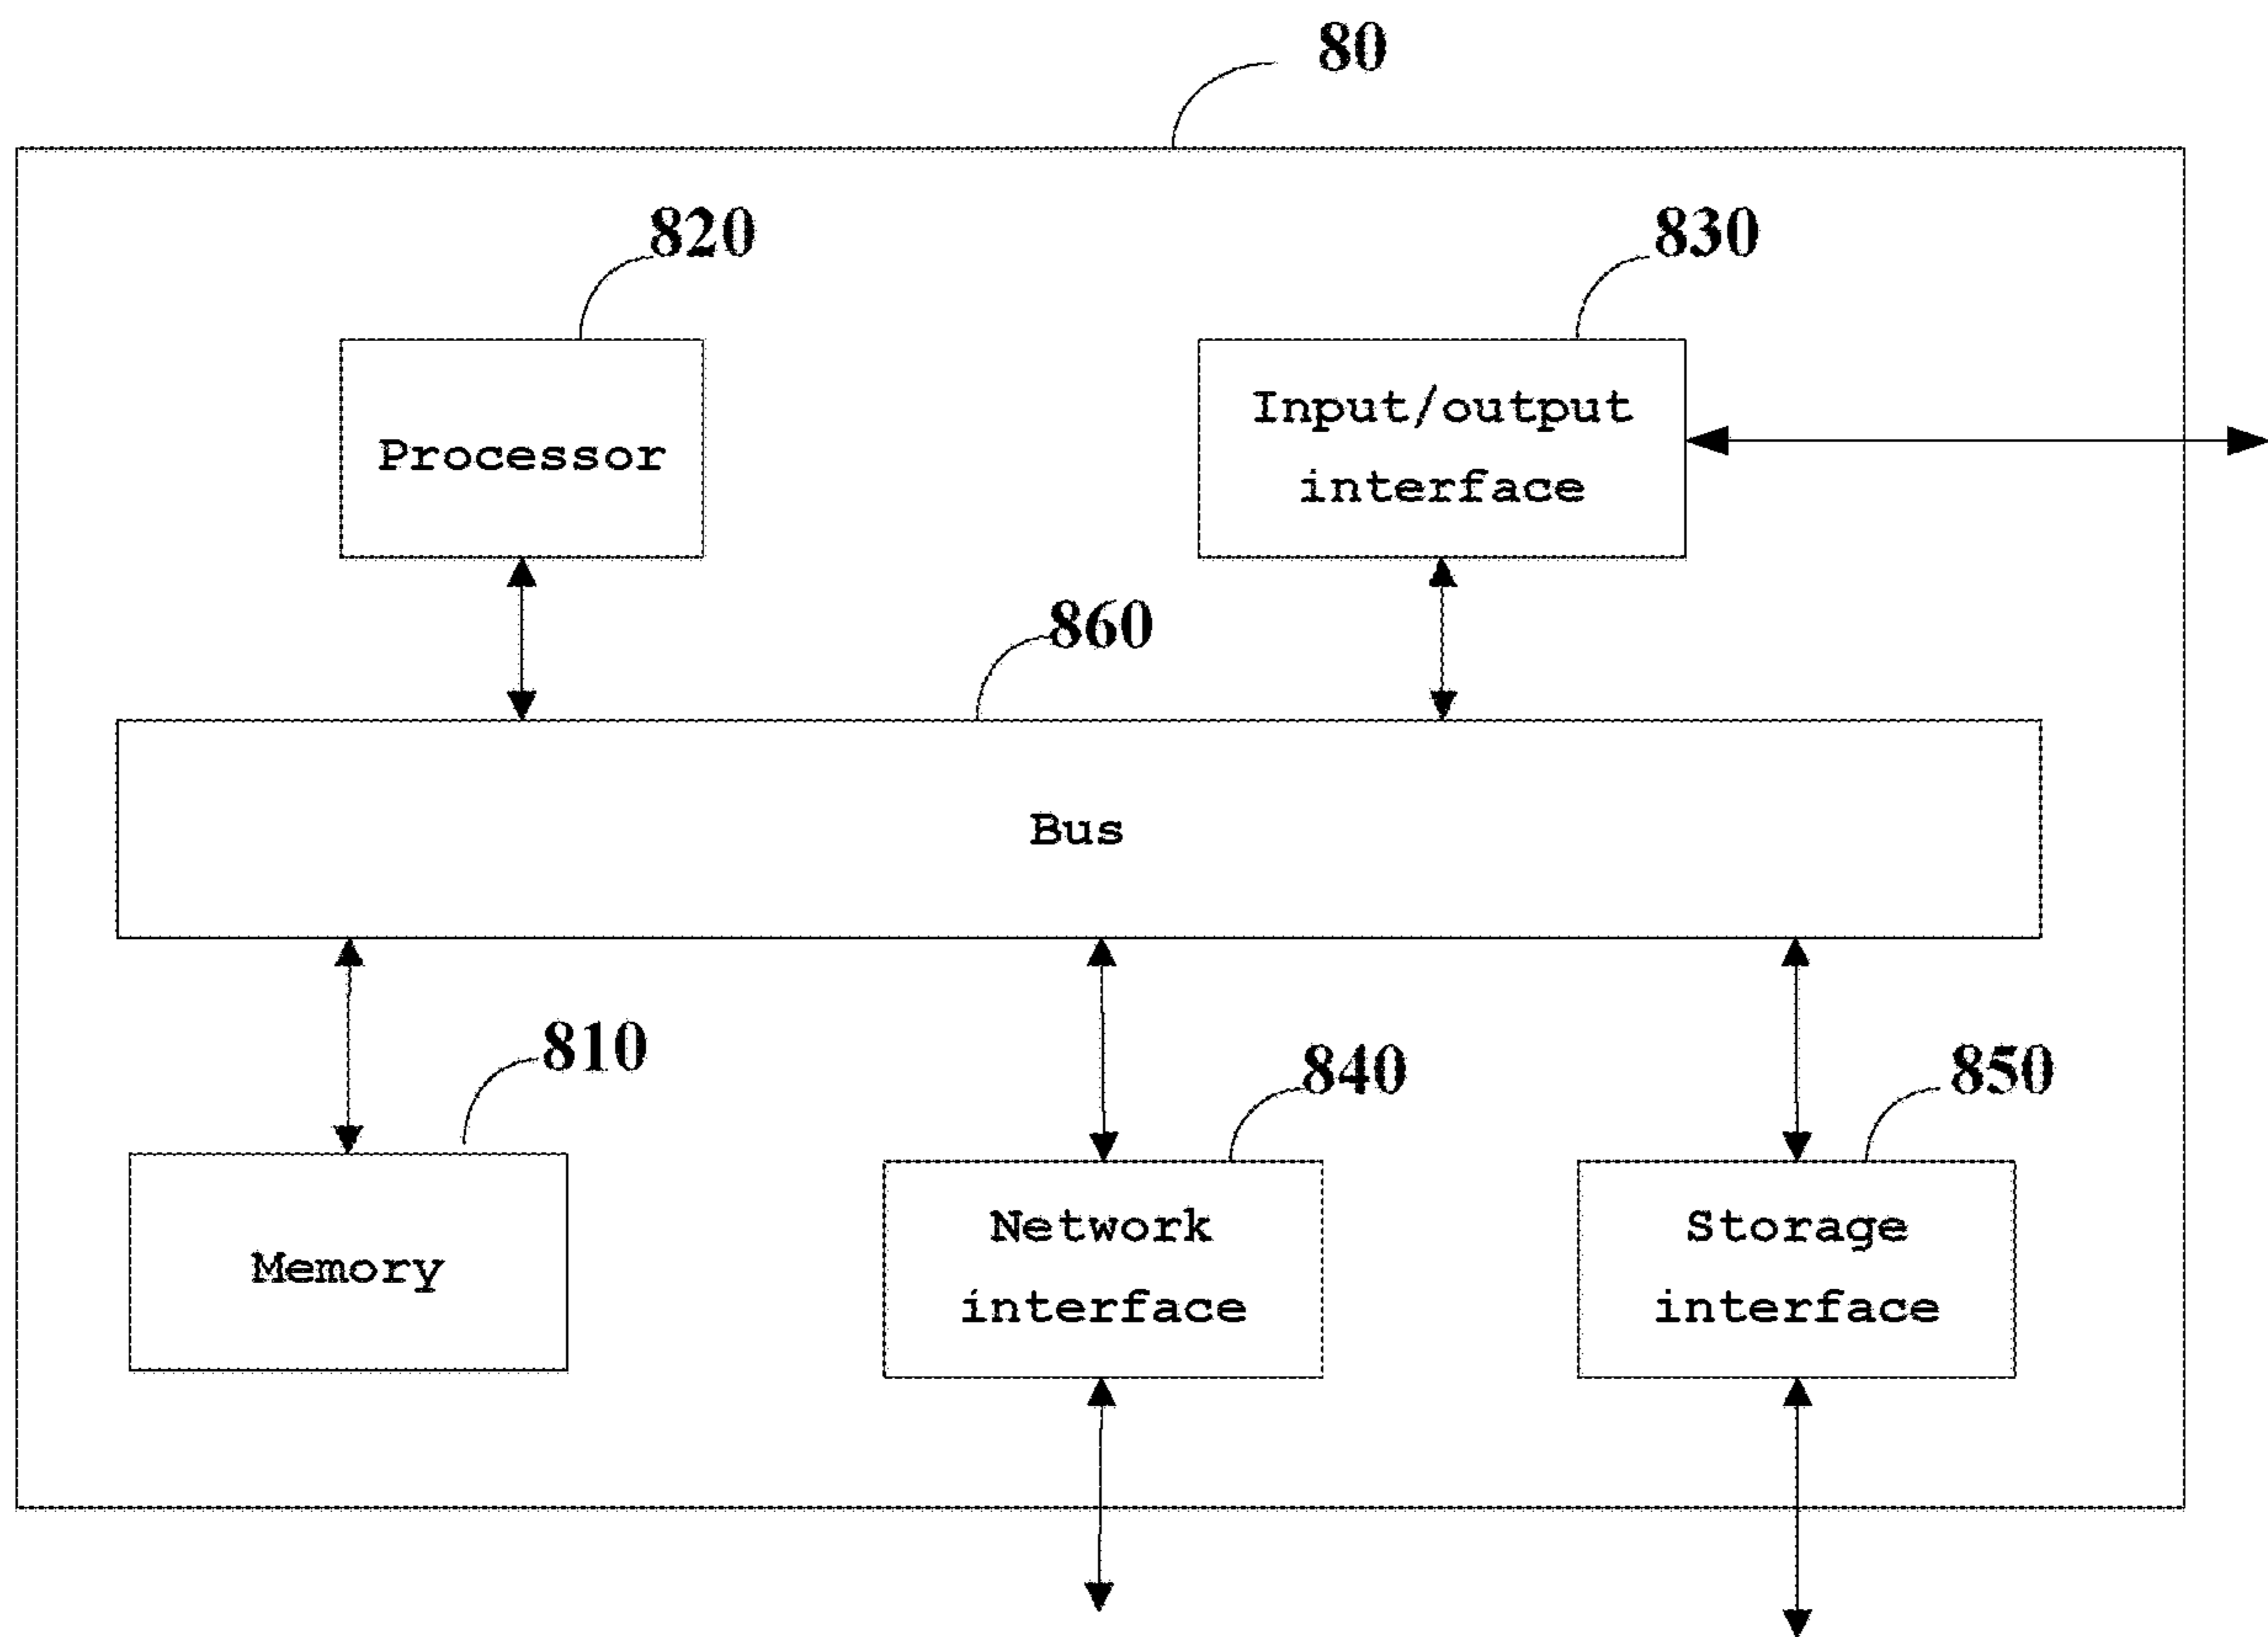 80
820
830
Processor
Input/output
interface
860
Bus
810
840
850
Memory
Network
interface
Storage
interface